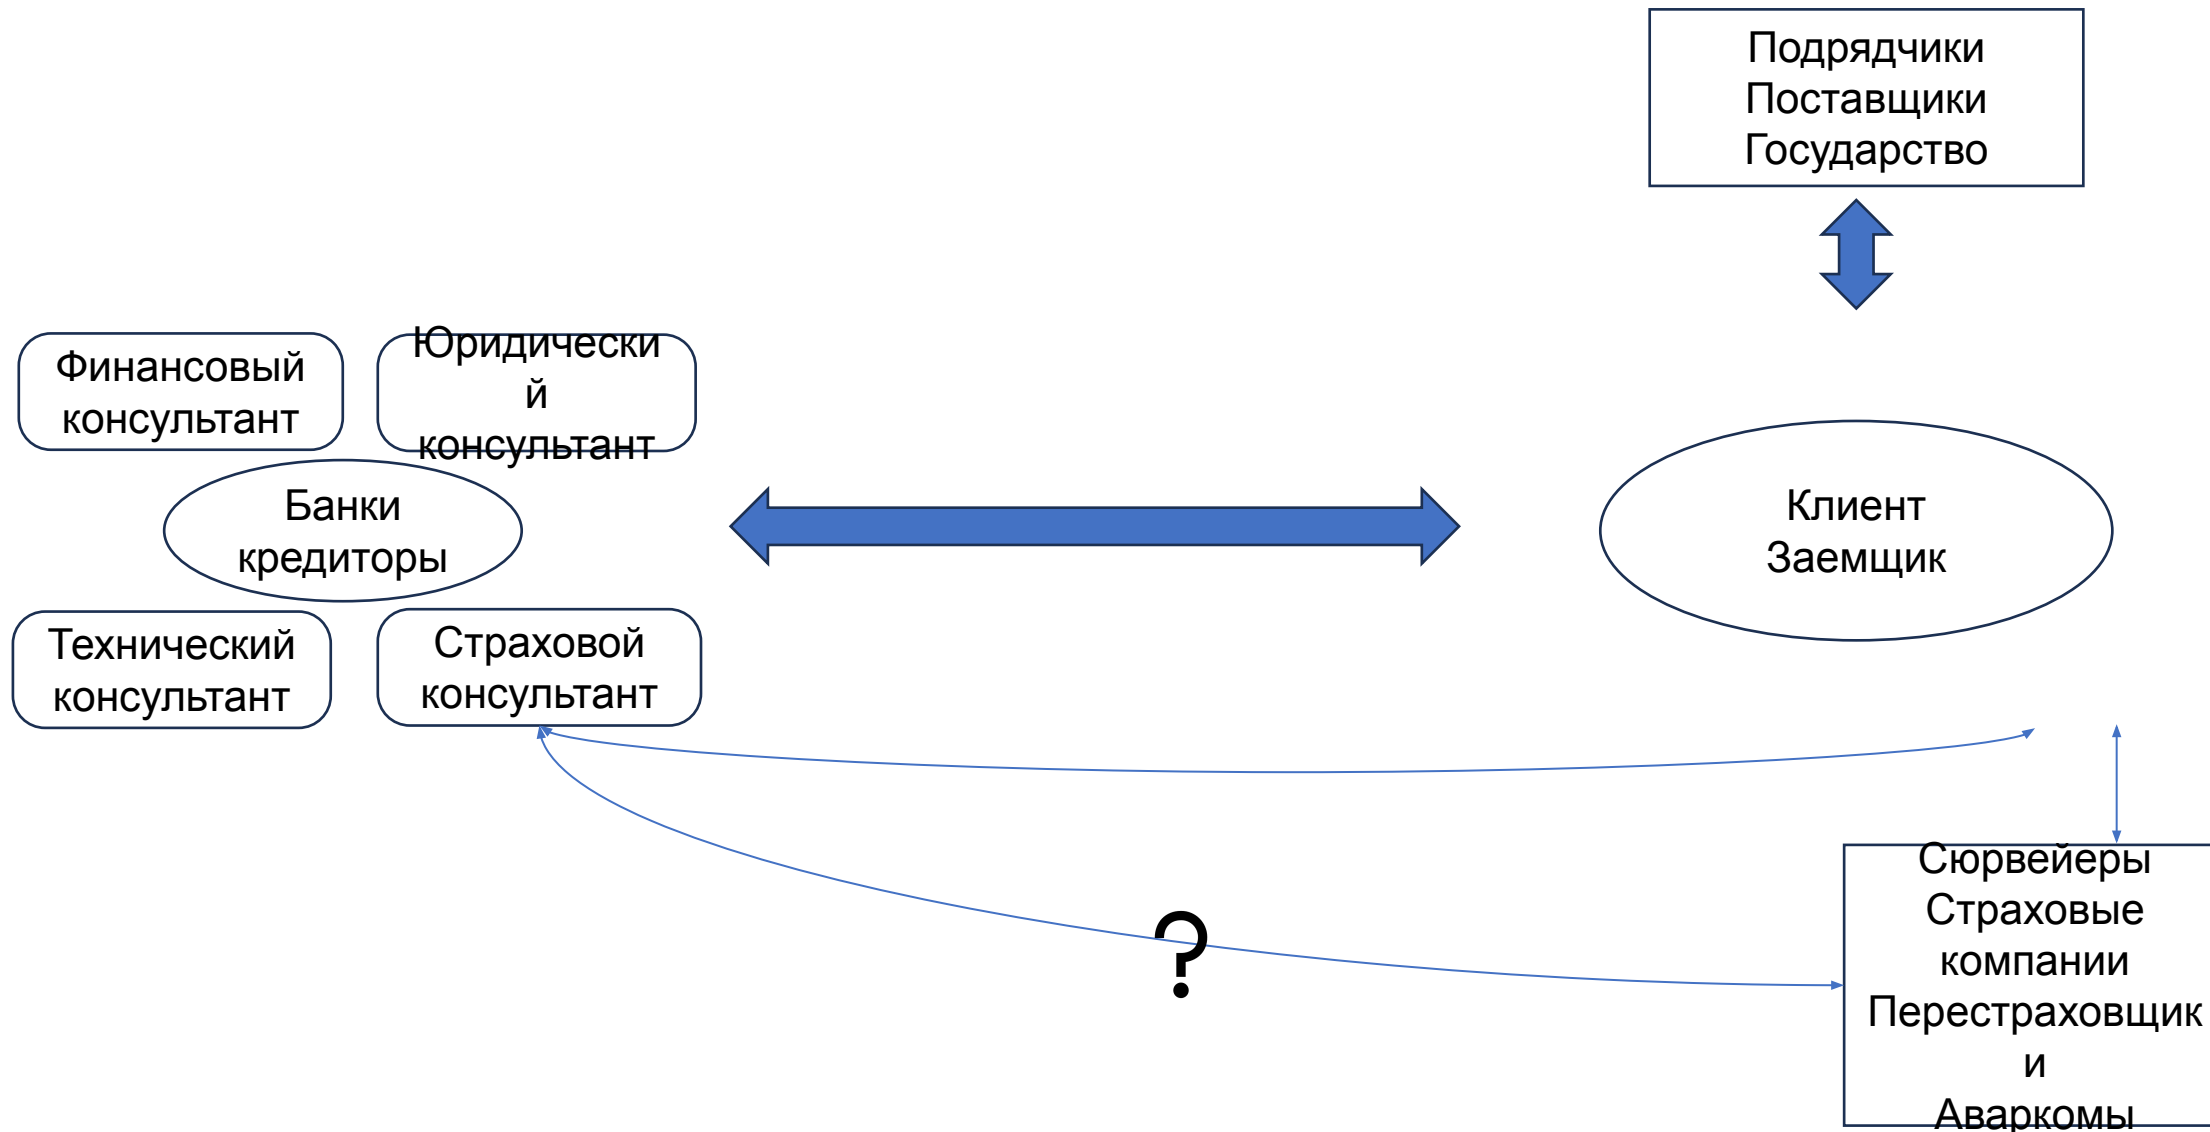 Подрядчики
Поставщики
Государство
Финансовый
консультант
Юридически
й
консультант
Банки
кредиторы
Клиент
Заемщик
Технический
консультант
Страховой
консультант
?
Сюрвейеры
Страховые
компании
Перестраховщик
и
Аваркомы